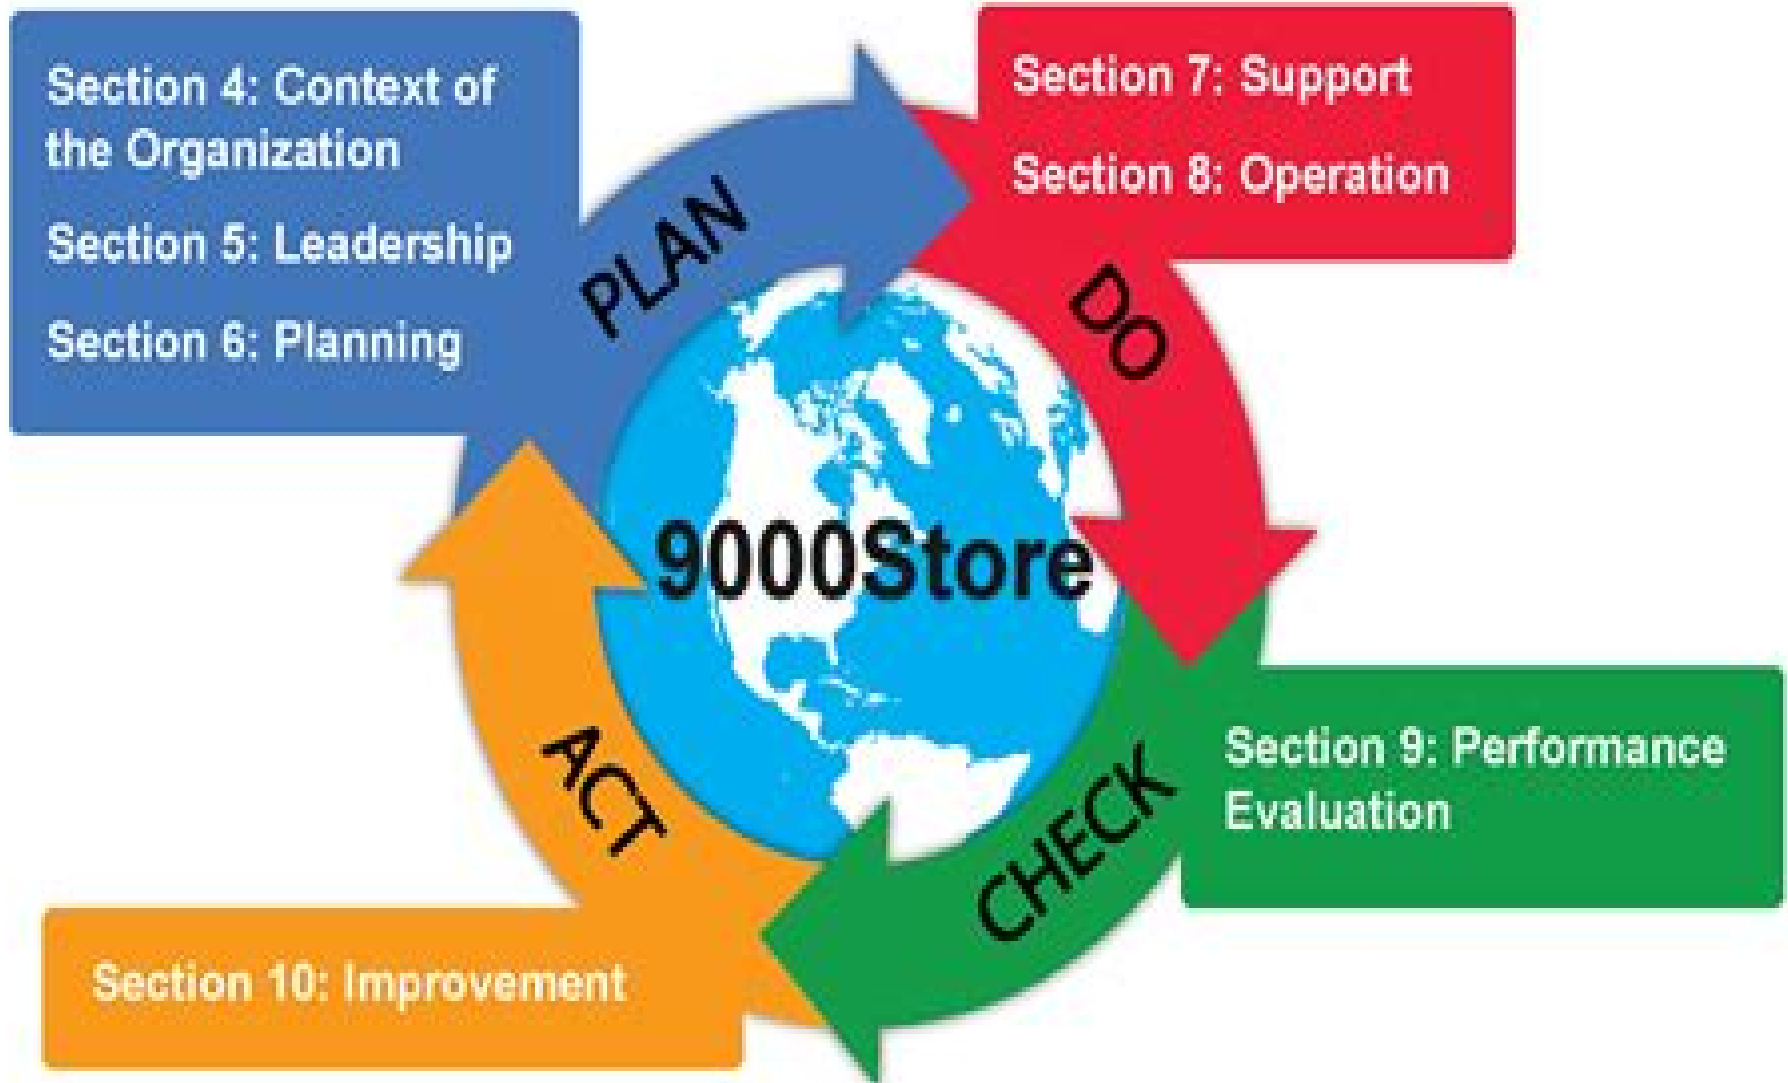 Section 4: Context of
the Organization
Section 5: Leadership
Section 6: Planning
PLAN
Section 7: Support
Section 8: Operation
DO
9000Store
Section 9: Performance
Evaluation
CHECK
ACT
Section 10: Improvement